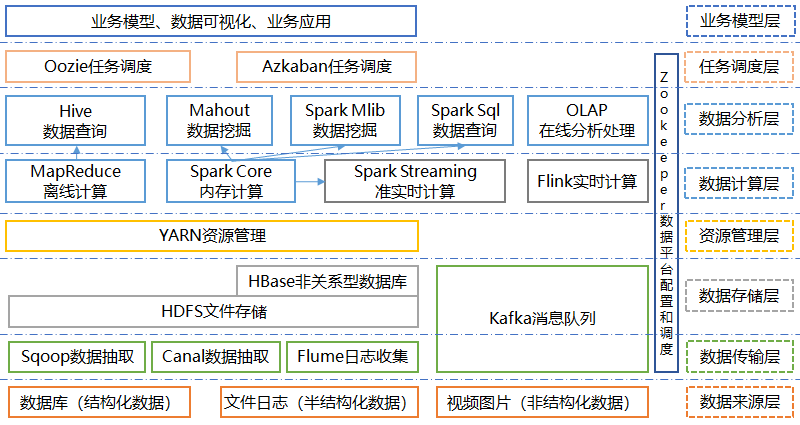 业务模型、数据可视化、业务应用
业务模型层
Oozie任务调度
Azkaban任务调度
任务调度层
Hive
数据查询
Mahout
数据挖掘
Spark Mlib
数据挖掘
Spark Sql
数据查询
OLAP
在线分析处理
数据分析层
MapReduce
离线计算
Spark Core
内存计算
Spark Streaming
准实时计算
Flink实时计算
数据计算层
Zookeeper数据平台配置和调度
YARN资源管理
资源管理层
HBase非关系型数据库
HDFS文件存储
Kafka消息队列
数据存储层
Sqoop数据抽取
Canal数据抽取
Flume日志收集
数据传输层
数据库（结构化数据）
文件日志（半结构化数据）
视频图片（非结构化数据）
数据来源层